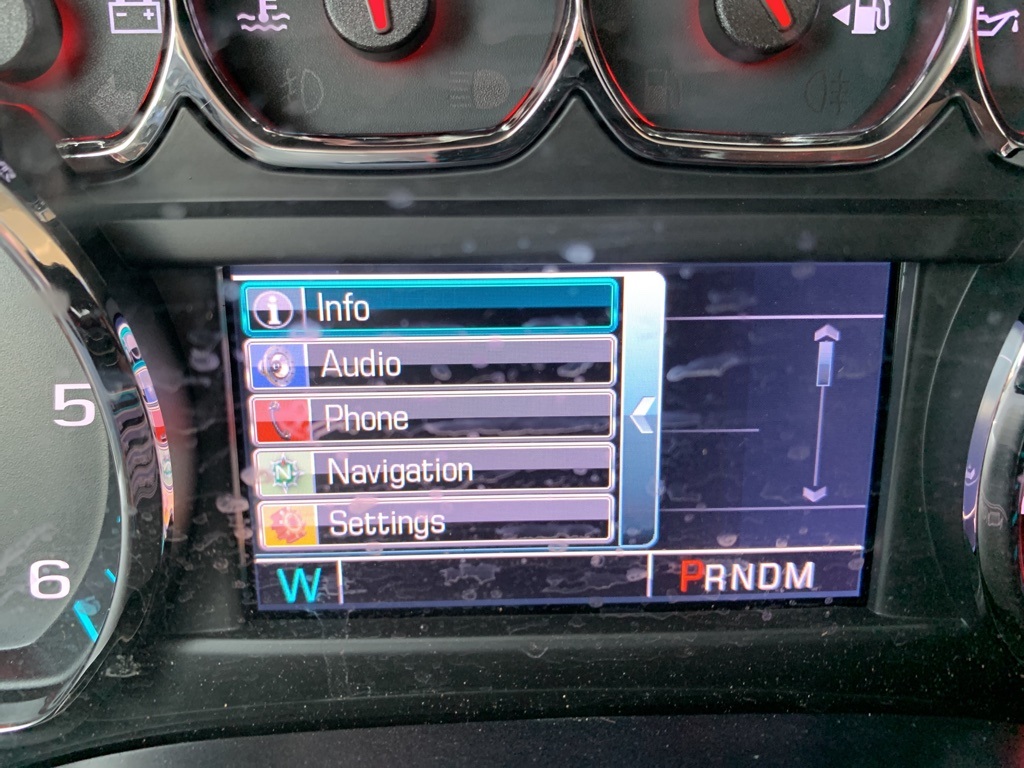 Info
Audio
Phone
N Navigation
Settings
W
PRNDM
5
6